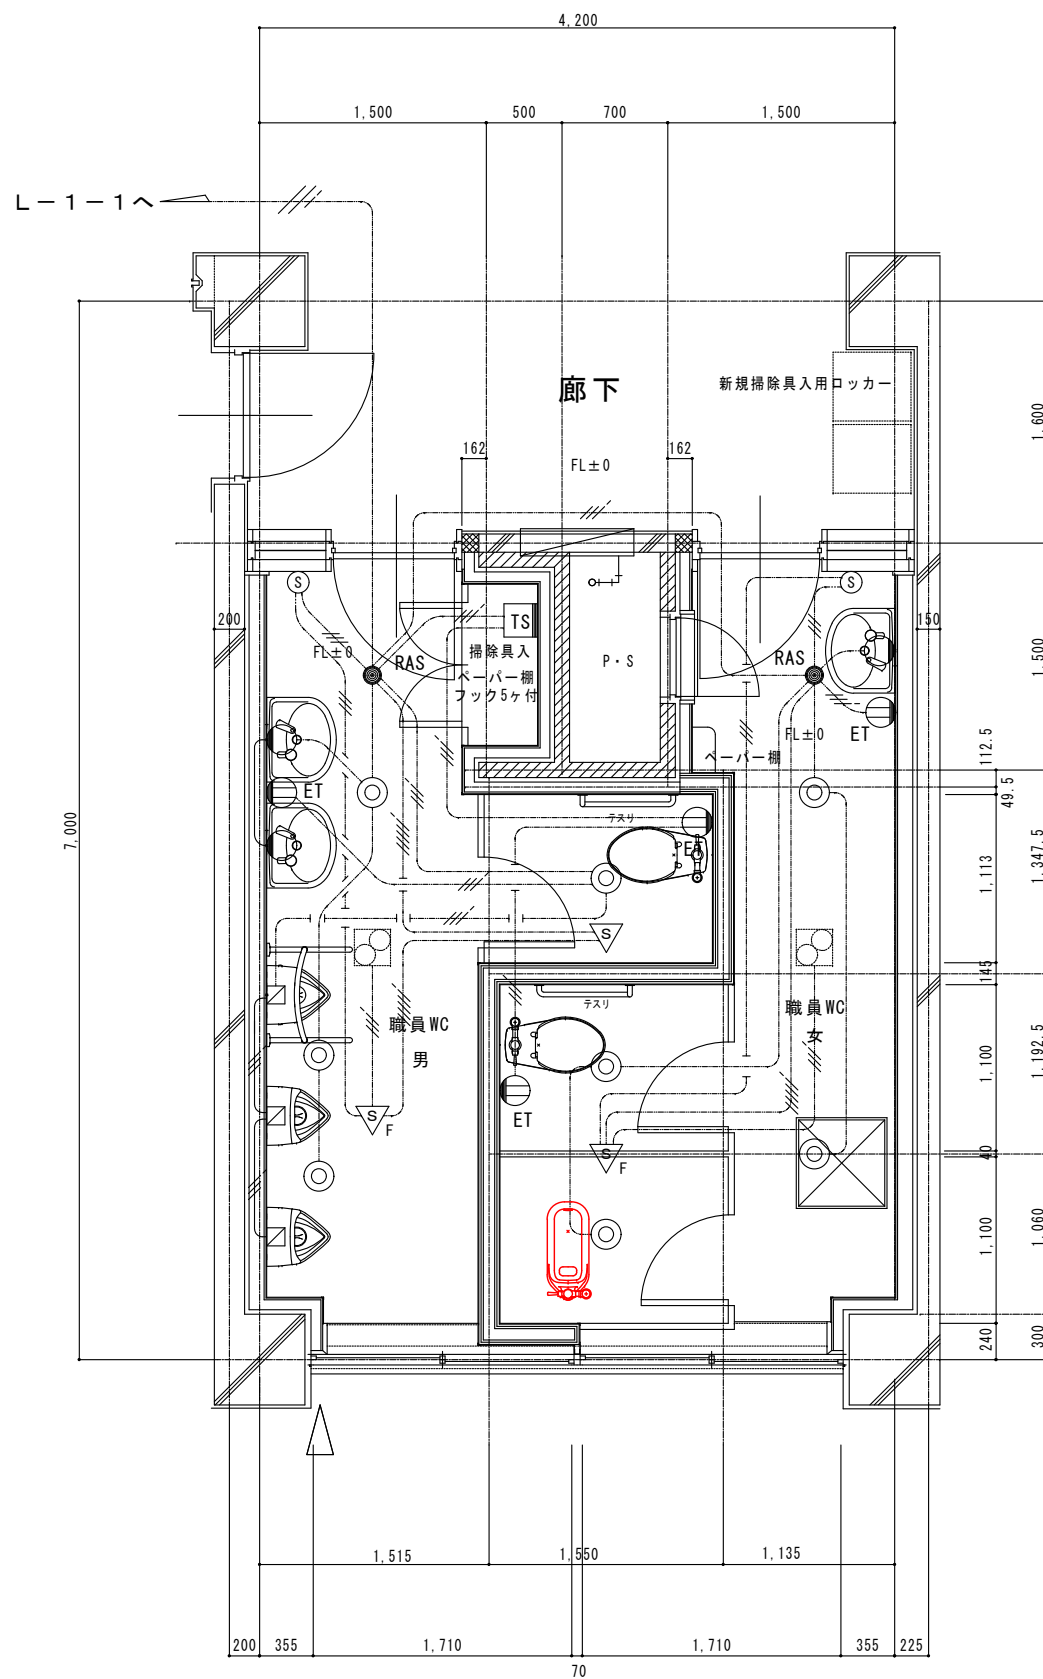 4,200
1,500
500
700
1,500
L－1－1へ
廊下
新規掃除具入用ロッカー
1,600
162
162
FL±0
S
S
200
TS
150
FL±0
RAS
掃除具入
P・S
RAS
1,500
ペーパー棚
フック5ヶ付
FL±0
ET
ペーパー棚
112.5
49.5
ET
7,000
テスリ
ET
1,113
1,347.5
S
145
テスリ
職員WC
男
職員WC
女
1,100
1,192.5
ET
S
F
S
F
40
1,100
1,060
240
300
1,515
1,550
1,135
200
355
1,710
70
1,710
355
225